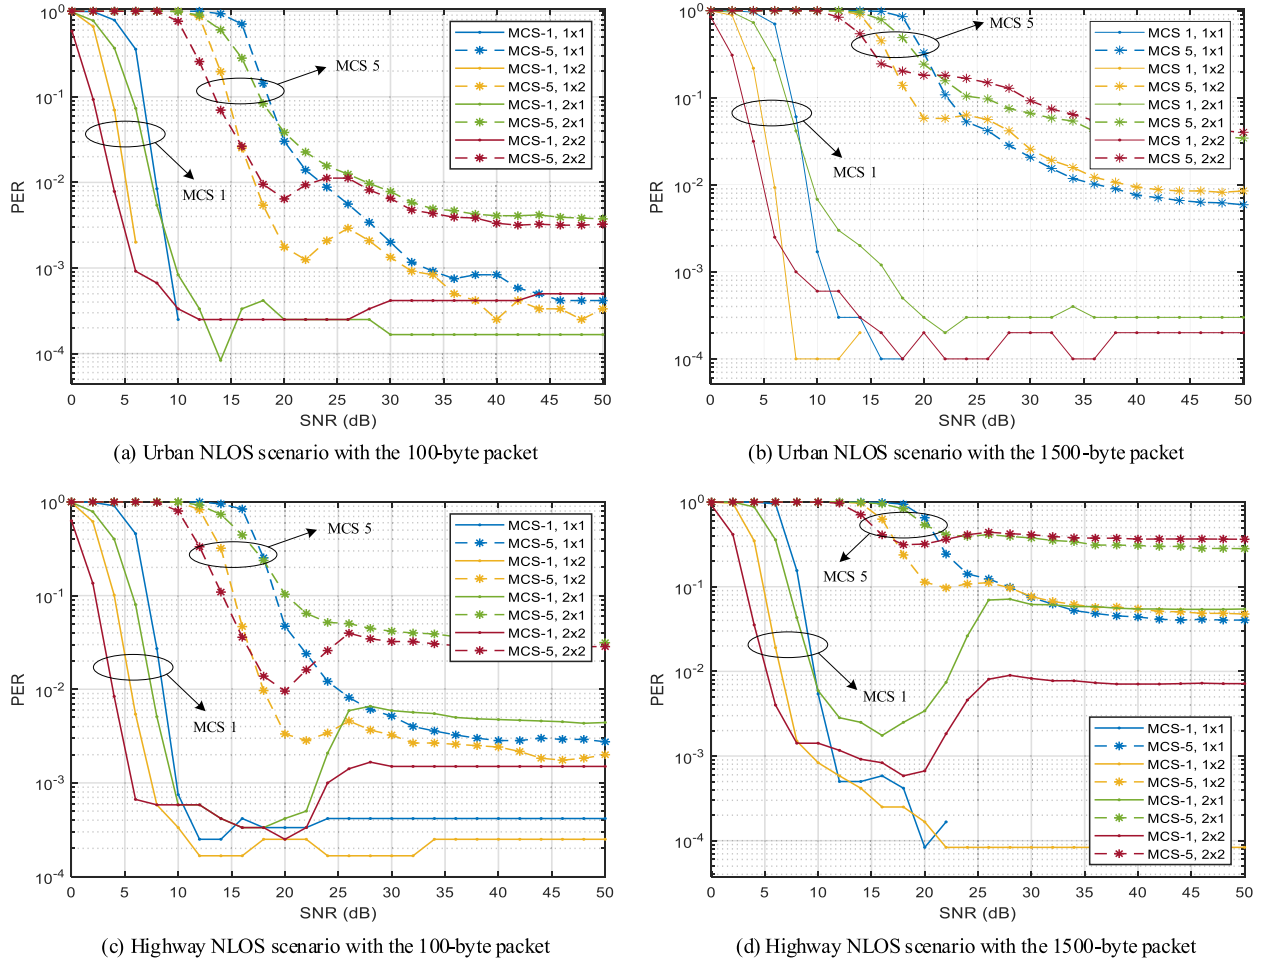 10^0
10^-1
10^-2
10^-3
10^-4
PER
0 5 10 15 20 25 30 35 40 45 50
SNR (dB)
MCS 5
MCS 1
MCS-1, 1x1
MCS-5, 1x1
MCS-1, 1x2
MCS-5, 1x2
MCS-1, 2x1
MCS-5, 2x1
MCS-1, 2x2
MCS-5, 2x2
(a) Urban NLOS scenario with the 100-byte packet
10^0
10^-1
10^-2
10^-3
10^-4
PER
0 5 10 15 20 25 30 35 40 45 50
SNR (dB)
MCS 5
MCS 1
MCS 1, 1x1
MCS 5, 1x1
MCS 1, 1x2
MCS 5, 1x2
MCS 1, 2x1
MCS 5, 2x1
MCS 1, 2x2
MCS 5, 2x2
(b) Urban NLOS scenario with the 1500-byte packet
10^0
10^-1
10^-2
10^-3
10^-4
PER
0 5 10 15 20 25 30 35 40 45 50
SNR (dB)
MCS 5
MCS 1
MCS-1, 1x1
MCS-5, 1x1
MCS-1, 1x2
MCS-5, 1x2
MCS-1, 2x1
MCS-5, 2x1
MCS-1, 2x2
MCS-5, 2x2
(c) Highway NLOS scenario with the 100-byte packet
10^0
10^-1
10^-2
10^-3
10^-4
PER
0 5 10 15 20 25 30 35 40 45 50
SNR (dB)
MCS 5
MCS 1
MCS-1, 1x1
MCS-5, 1x1
MCS-1, 1x2
MCS-5, 1x2
MCS-1, 2x1
MCS-5, 2x1
MCS-1, 2x2
MCS-5, 2x2
(d) Highway NLOS scenario with the 1500-byte packet